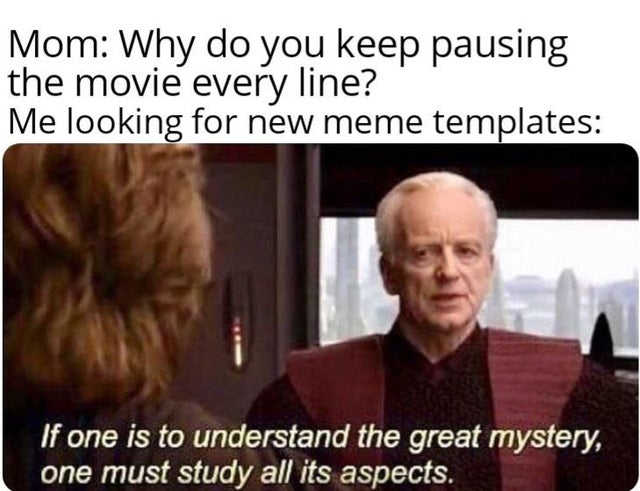 Mom: Why do you keep pausing
the movie every line?
Me looking for new meme templates:
If one is to understand the great mystery,
one must study all its aspects.